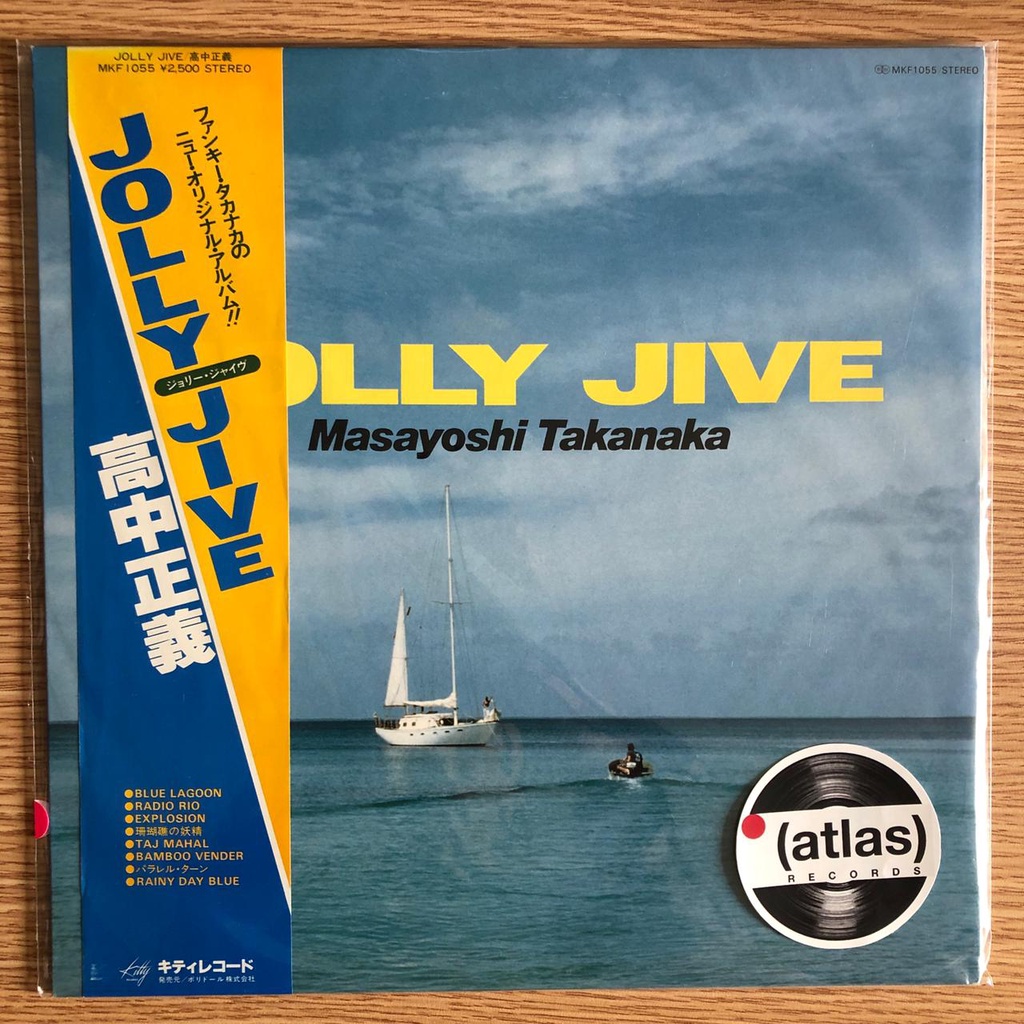 JOLLY JIVE/高中正義
MKF1055 ¥2,500 STEREO
ファンキー・タカナカの
ニュー・オリジナル・アルバム!!
JOLLY JIVE
ジョリー・ジャイヴ
高中正義
●BLUE LAGOON
●RADIO RIO
●EXPLOSION
●珊瑚礁の妖精
●TAJ MAHAL
●BAMBOO VENDER
●パラレル・ターン
●RAINY DAY BLUE
Kitty キティレコード
発売元/ポリドール株式会社
MKF1055 STEREO
OLLY JIVE
Masayoshi Takanaka
(atlas)
RECORDS